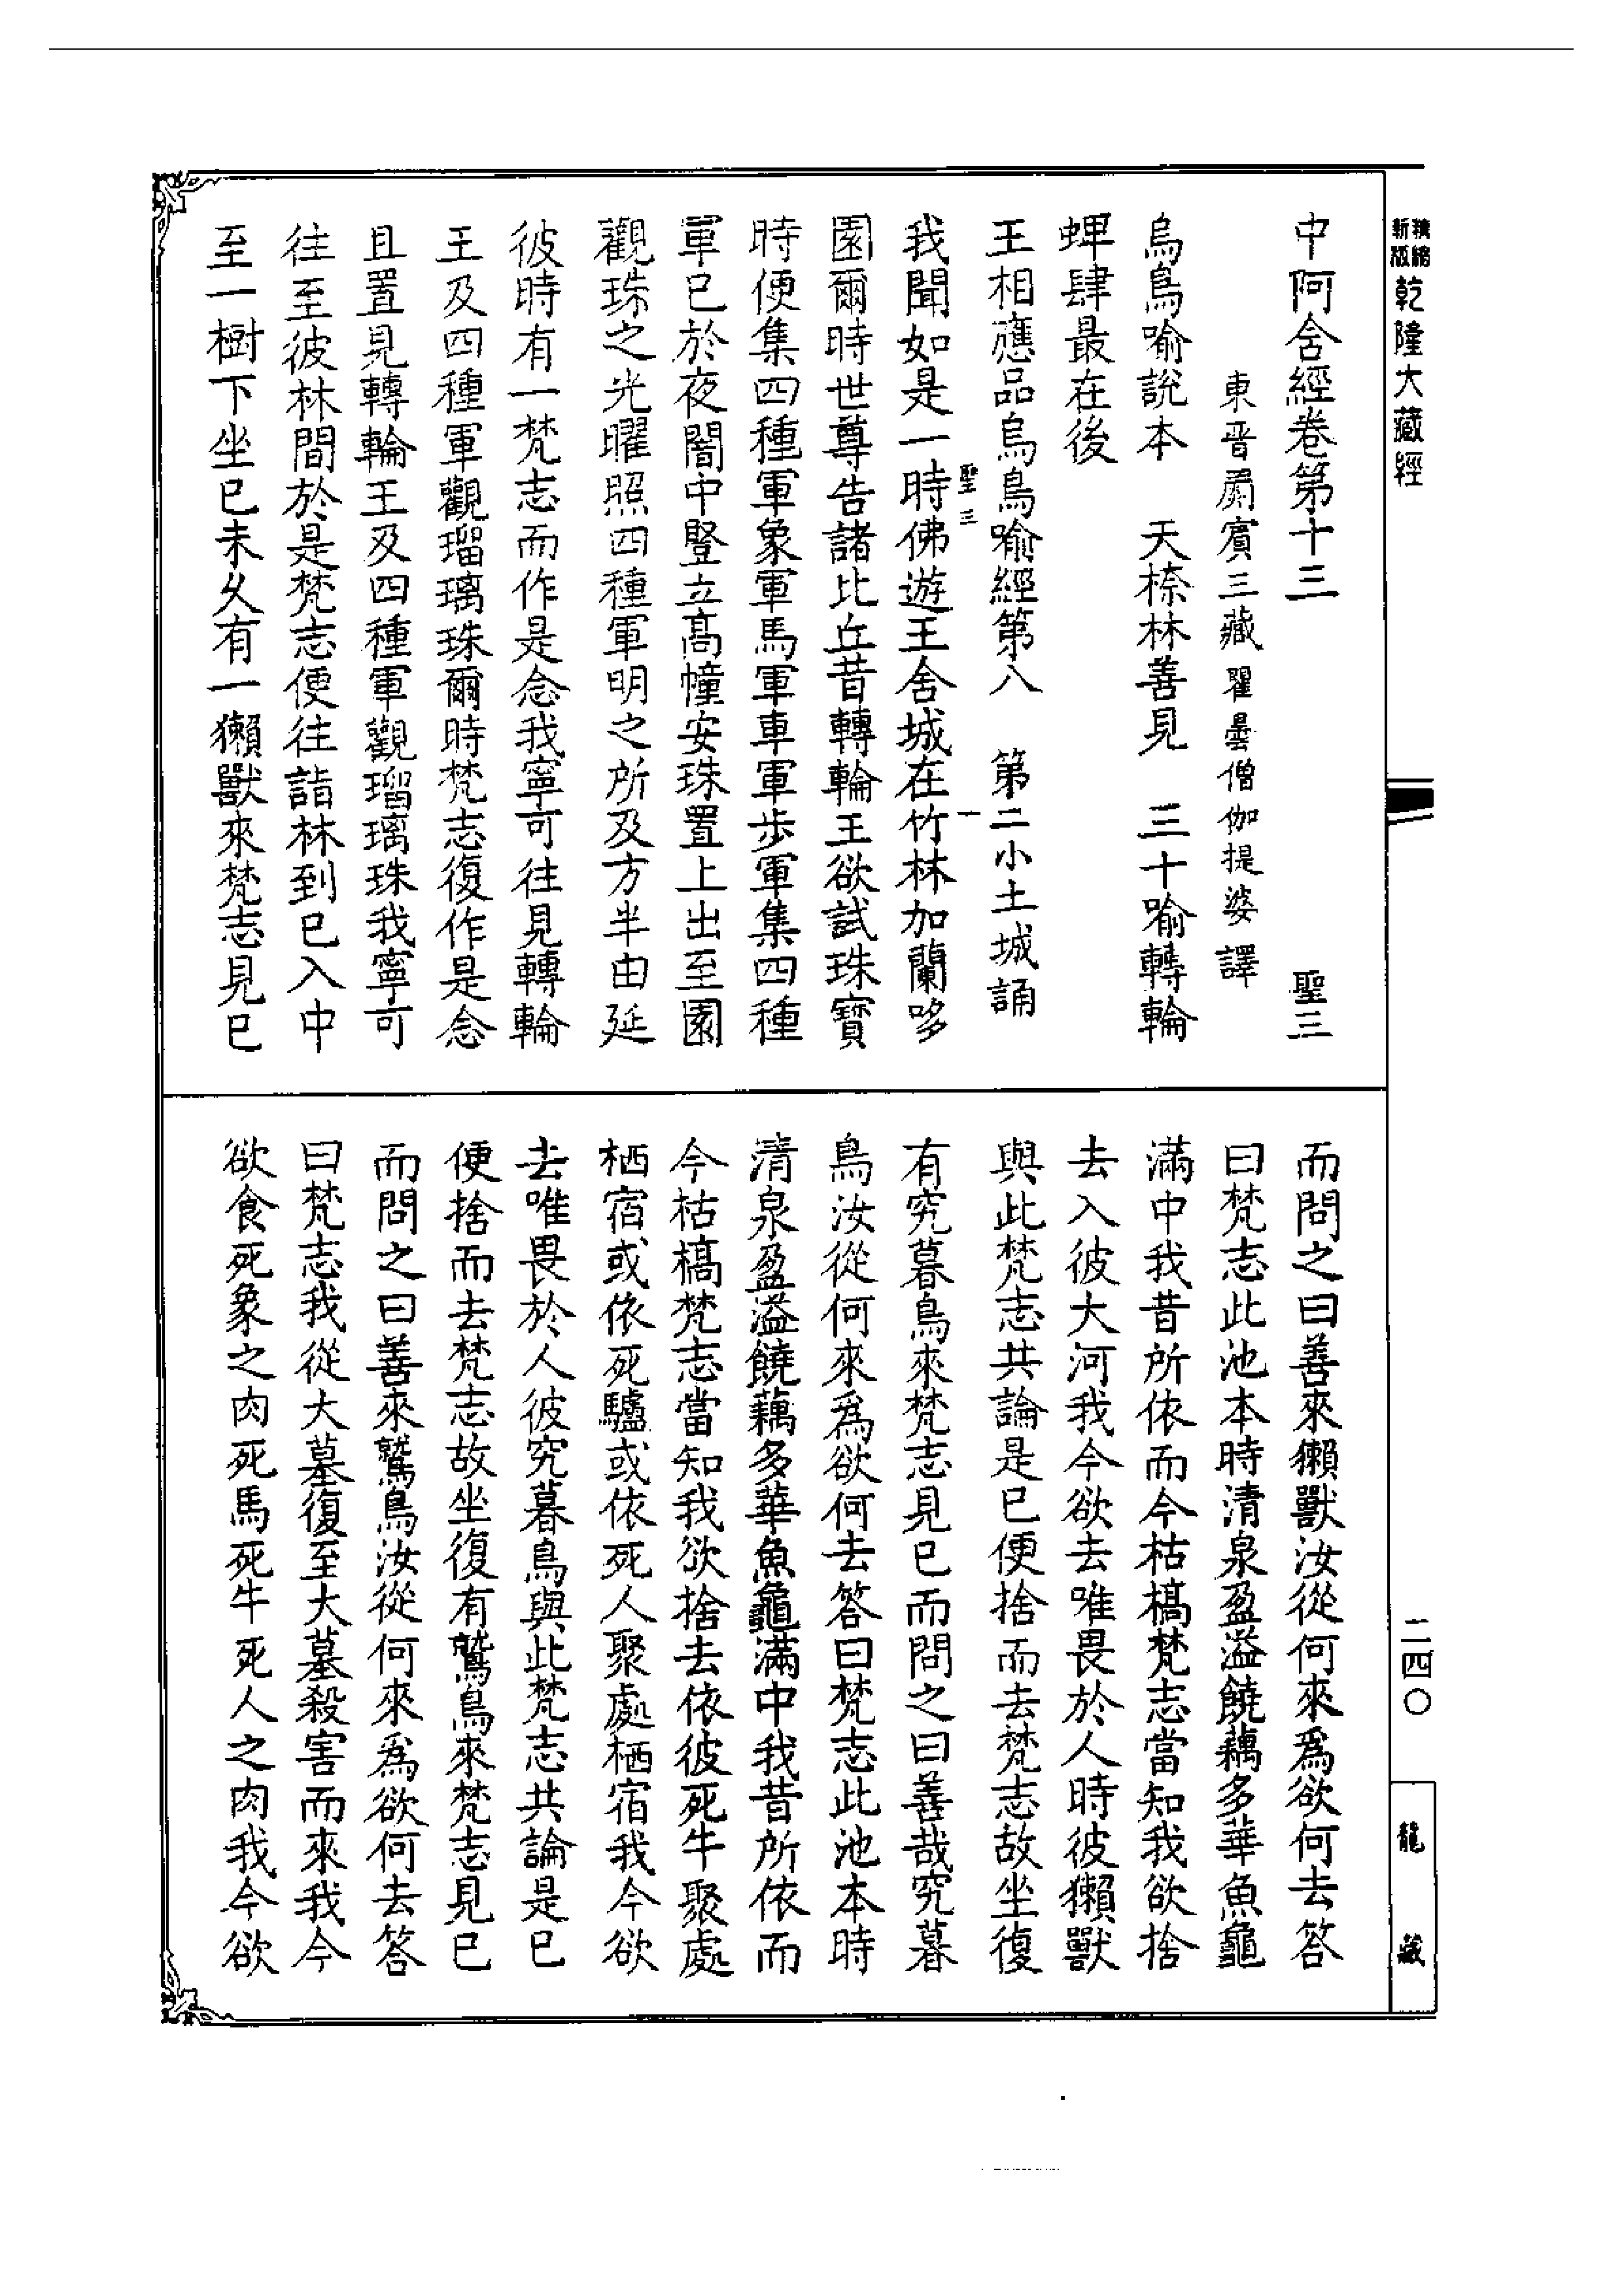 新版
精縮
乾隆大藏經
二四〇
龍藏
中阿含經卷第十三 聖三
東晉罽賓三藏瞿曇僧伽提婆譯
烏鳥喻說本 天㮈林善見 三十喻轉輪
蜱肆最在後
王相應品烏鳥喻經第八 第二小土城誦
聖三 一
我聞如是一時佛遊王舍城在竹林加蘭哆
園爾時世尊告諸比丘昔轉輪王欲試珠寶
時便集四種軍象軍馬軍車軍步軍集四種
軍已於夜闇中豎立高幢安珠置上出至園
觀珠之光曜照四種軍明之所及方半由延
彼時有一梵志而作是念我寧可往見轉輪
王及四種軍觀瑠璃珠爾時梵志復作是念
且置見轉輪王及四種軍觀瑠璃珠我寧可
往至彼林間於是梵志便往詣林到已入中
至一樹下坐已未久有一獺獸來梵志見已
而問之曰善來獺獸汝從何來爲欲何去答
曰梵志此池本時清泉盈溢饒藕多華魚龜
滿中我昔所依而今枯槁梵志當知我欲捨
去入彼大河我今欲去唯畏於人時彼獺獸
與此梵志共論是已便捨而去梵志故坐復
有究暮鳥來梵志見已而問之曰善哉究暮
鳥汝從何來爲欲何去答曰梵志此池本時
清泉盈溢饒藕多華魚龜滿中我昔所依而
今枯槁梵志當知我欲捨去依彼死牛聚處
栖宿或依死驢或依死人聚處栖宿我今欲
去唯畏於人彼究暮鳥與此梵志共論是已
便捨而去梵志故坐復有鷲鳥來梵志見已
而問之曰善來鷲鳥汝從何來爲欲何去答
曰梵志我從大墓復至大墓殺害而來我今
欲食死象之肉死馬死牛死人之肉我今欲